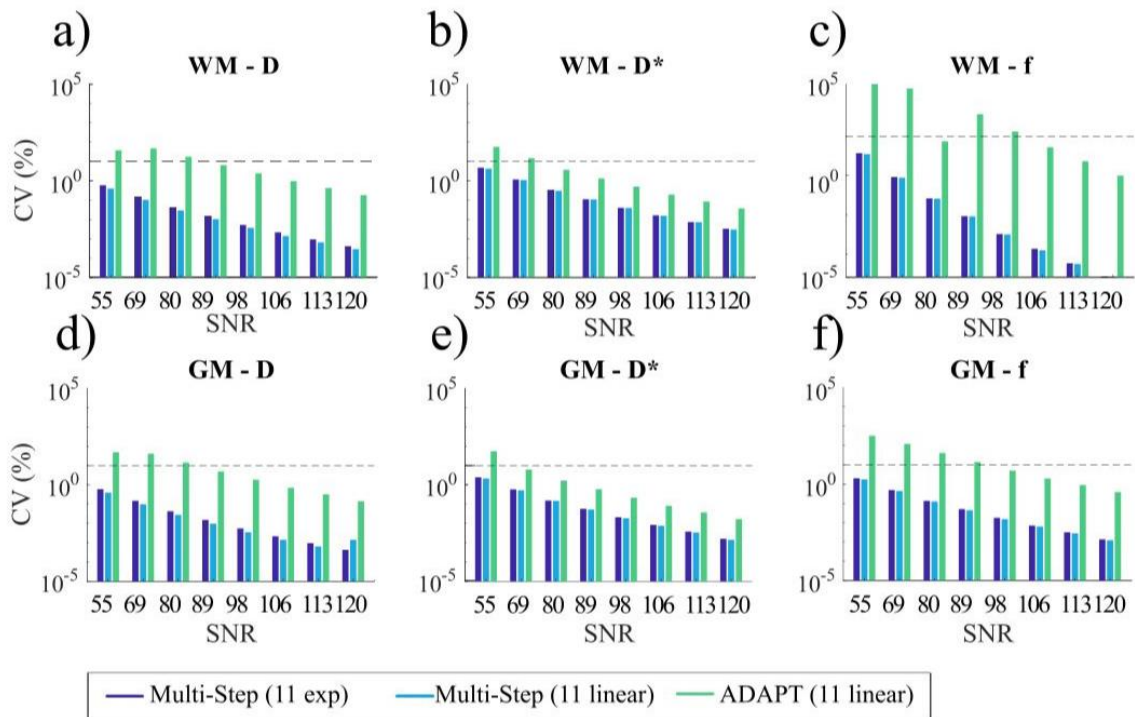 a)
WM - D
10^5
10^0
10^-5
CV (%)
55 69 80 89 98 106 113 120
SNR
b)
WM - D*
10^5
10^0
10^-5
55 69 80 89 98 106 113 120
SNR
c)
WM - f
10^5
10^0
10^-5
55 69 80 89 98 106 113 120
SNR
d)
GM - D
10^5
10^0
10^-5
CV (%)
55 69 80 89 98 106 113 120
SNR
e)
GM - D*
10^5
10^0
10^-5
55 69 80 89 98 106 113 120
SNR
f)
GM - f
10^5
10^0
10^-5
55 69 80 89 98 106 113 120
SNR
Multi-Step (11 exp) Multi-Step (11 linear) ADAPT (11 linear)